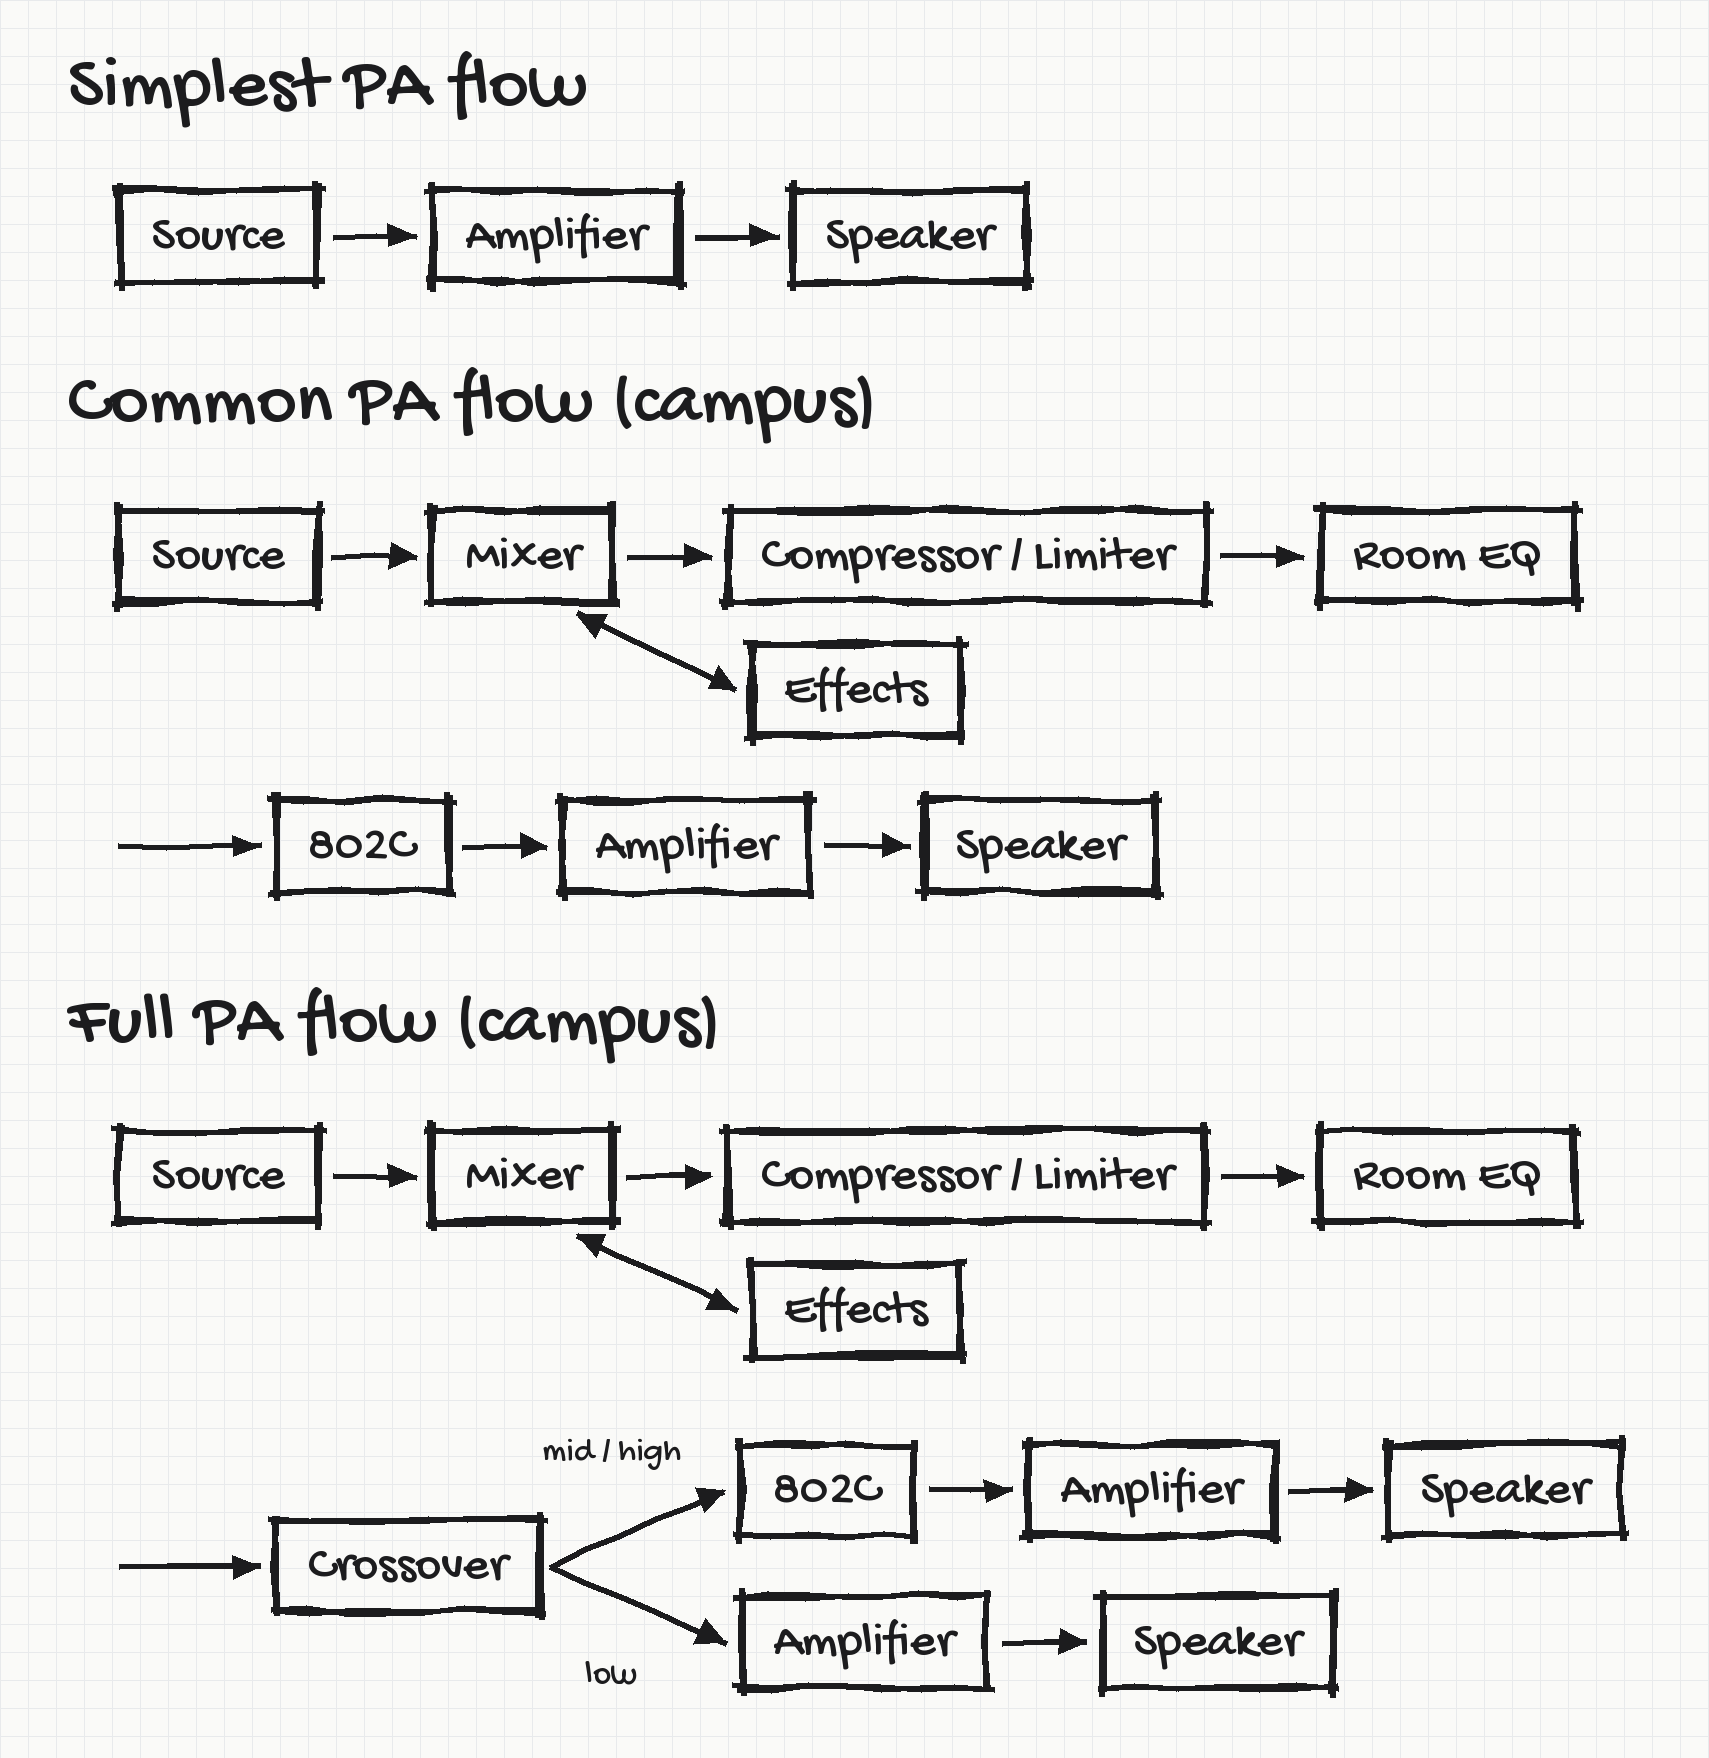 Simplest PA flow
Source Amplifier Speaker
Common PA flow (campus)
Source Mixer Compressor / Limiter Room EQ
Effects
802C Amplifier Speaker
Full PA flow (campus)
Source Mixer Compressor / Limiter Room EQ
Effects
mid / high
802C Amplifier Speaker
Crossover
Amplifier Speaker
low